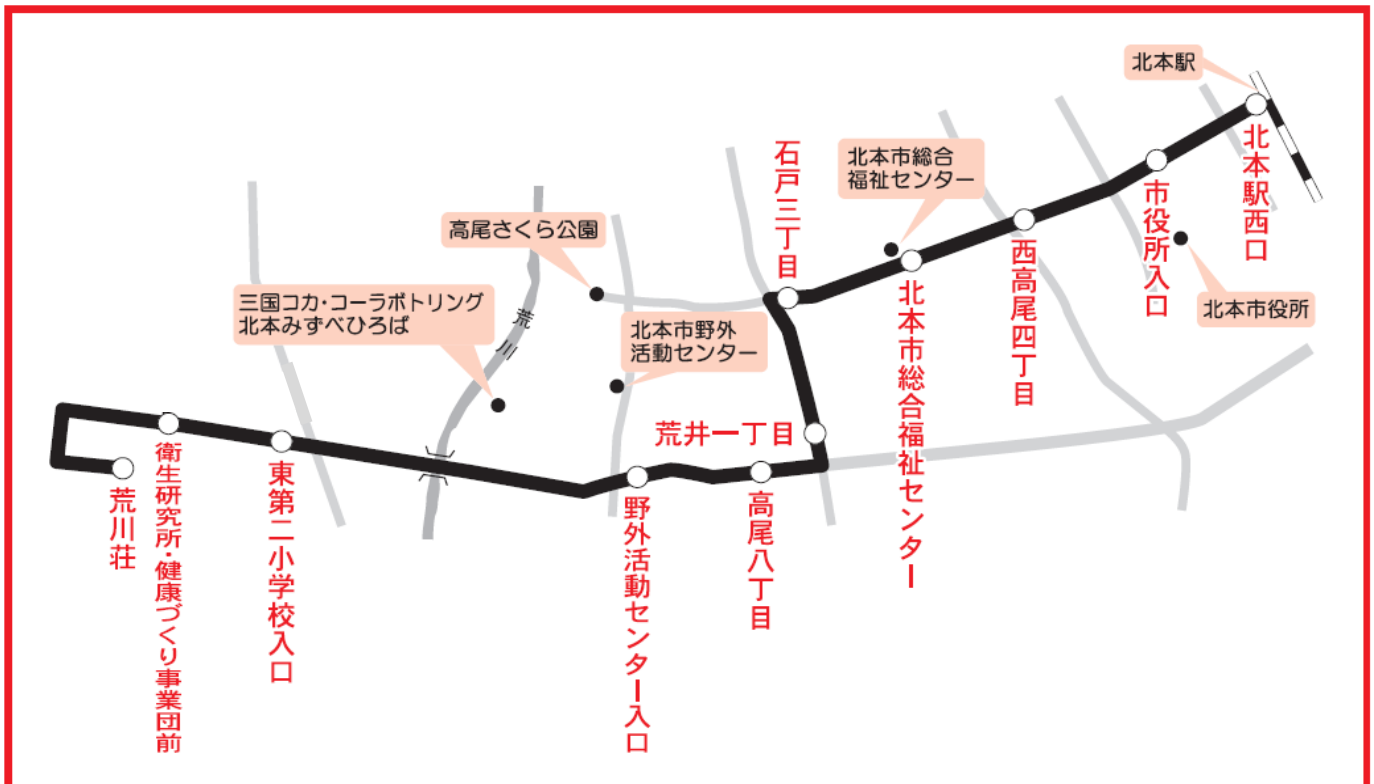 北本駅
北本駅西口
市役所入口
北本市役所
西高尾四丁目
北本市総合
福祉センター
北本市総合福祉センター
石戸三丁目
高尾さくら公園
三国コカ・コーラボトリング
北本みずべひろば
荒川
北本市野外
活動センター
荒井一丁目
高尾八丁目
野外活動センター入口
東第二小学校入口
衛生研究所・健康づくり事業団前
荒川荘